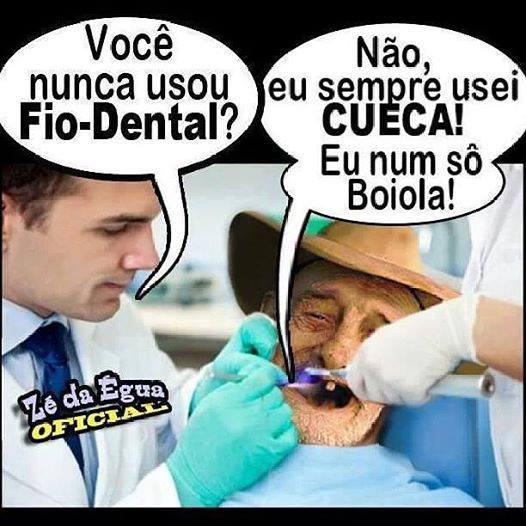 Você
nunca usou
Fio-Dental?
Não,
eu sempre usei
CUECA!
Eu num sô
Boiola!
Zé da Égua
OFICIAL